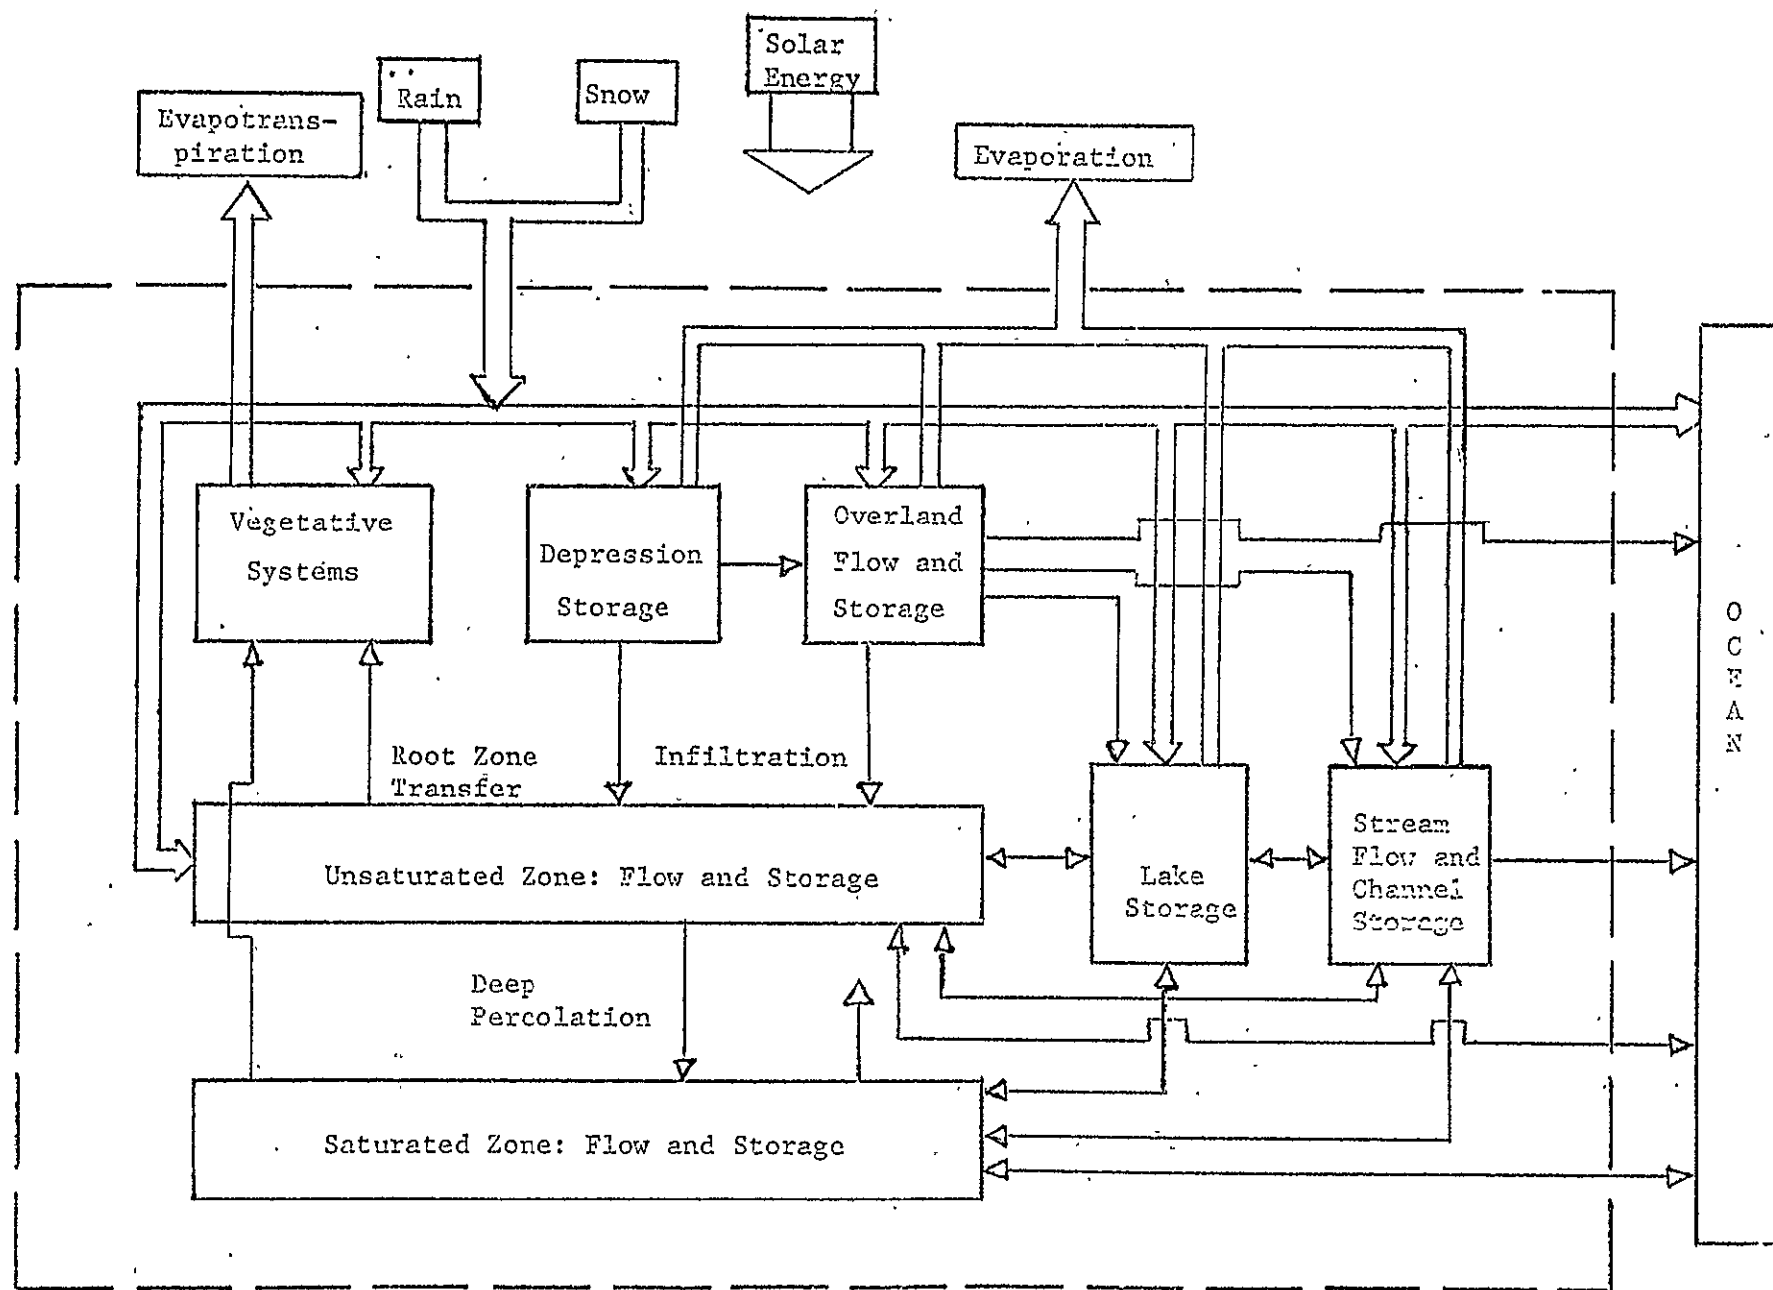 Solar
Energy
Rain
Snow
Evapotrans-
piration
Evaporation
Vegetative
Systems
Depression
Storage
Overland
Flow and
Storage
OCEAN
Root Zone
Transfer
Infiltration
Unsaturated Zone: Flow and Storage
Lake
Storage
Stream
Flow and
Channel
Storage
Deep
Percolation
Saturated Zone: Flow and Storage